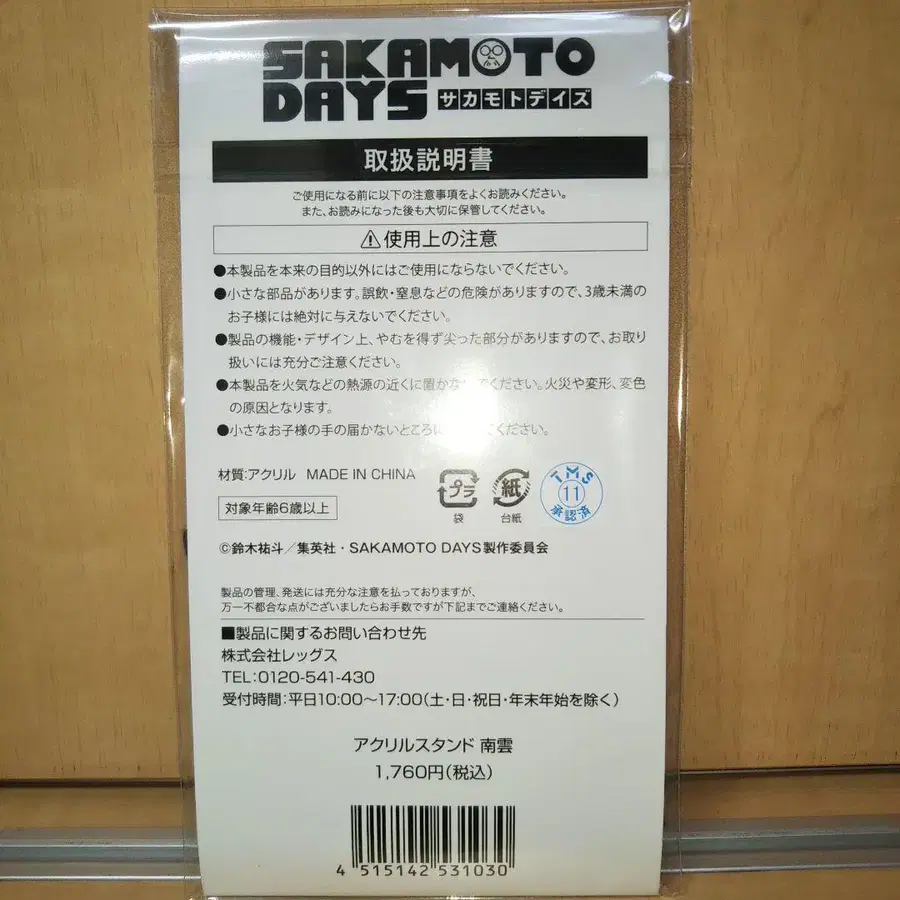 SAKAMOTO
DAYS サカモトデイズ
取扱説明書
ご使用になる前に以下の注意事項をよくお読みください。
また、お読みになった後も大切に保管してください。
⚠使用上の注意
●本製品を本来の目的以外にはご使用にならないでください。
●小さな部品があります。誤飲・窒息などの危険がありますので、3歳未満の
お子様には絶対に与えないでください。
●製品の機能・デザイン上、やむを得ず尖った部分がありますので、お取り
扱いには充分ご注意ください。
●本製品を火気などの熱源の近くに置かないでください。火災や変形、変色
の原因となります。
●小さなお子様の手の届かないところに ください。
材質:アクリル MADE IN CHINA
対象年齢6歳以上
プラ
袋
紙
台紙
TMS
11
承認済
©鈴木祐斗/集英社・SAKAMOTO DAYS製作委員会
製品の管理、発送には充分な注意を払っておりますが、
万一不都合な点がございましたらお手数ですが下記までご連絡ください。
■製品に関するお問い合わせ先
株式会社レッグス
TEL:0120-541-430
受付時間:平日10:00～17:00(土・日・祝日・年末年始を除く)
アクリルスタンド 南雲
1,760円(税込)
4 515142 531030